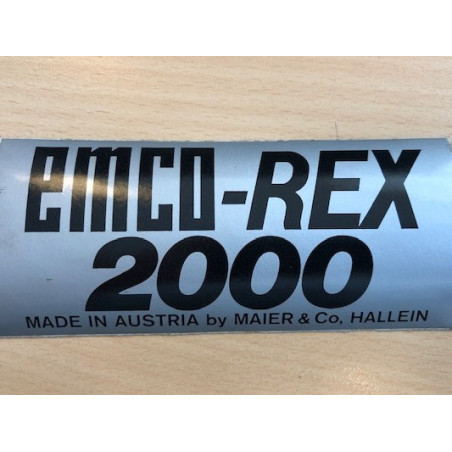 emco-REX
2000
MADE IN AUSTRIA by MAIER & Co, HALLEIN